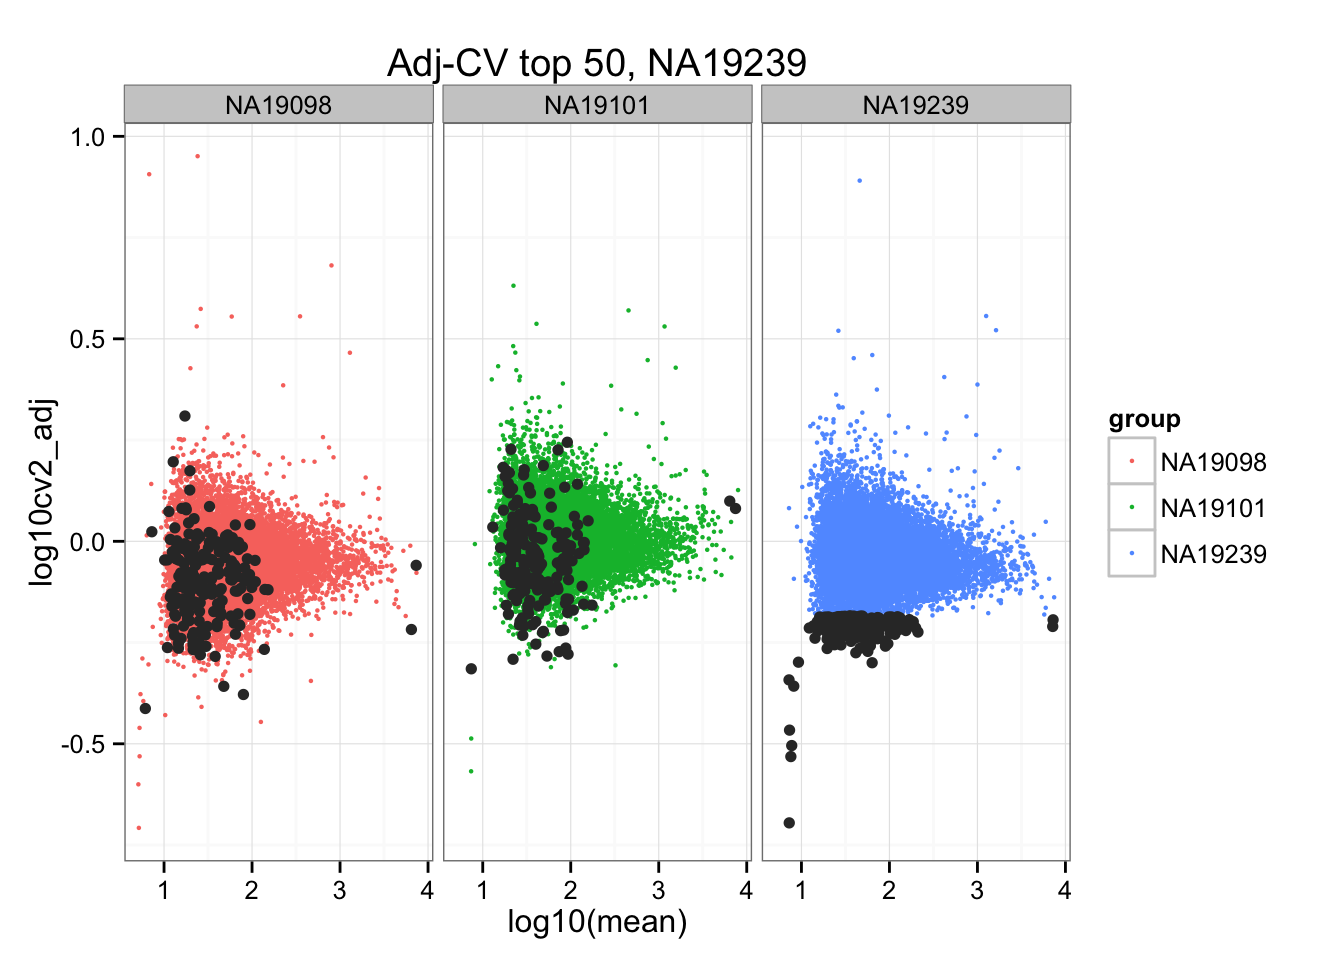 Adj-CV top 50, NA19239
NA19098 NA19101 NA19239
1.0
0.5
0.0
-0.5
log10cv2_adj
1 2 3 4 1 2 3 4 1 2 3 4
log10(mean)
group
NA19098
NA19101
NA19239